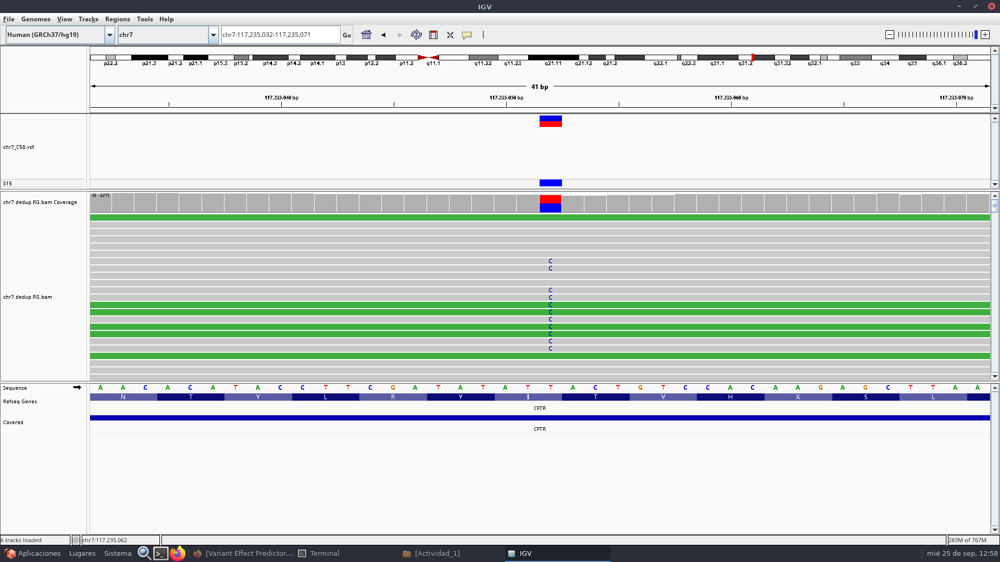 IGV
File Genomes View Tracks Regions Tools Help
Human (GRCh37/hg19) chr7 chr7:117,235,032-117,235,071 Go
p22.2 p21.3 p21.2 p21.1 p15.3 p15.2 p14.3 p14.2 p14.1 p13 p12.2 p11.2 q11.1 q11.22 q11.23 q21.11 q21.12 q21.2 q22.1 q22.3 q31.1 q31.2 q31.32 q32.1 q33 q34 q35 q36.1 q36.2
41 bp
117.235.040 bp 117.235.050 bp 117.235.060 bp 117.235.070 bp
chr7_CSD.vcf
S15
[0 - 327]
chr7.dedup.RG.bam Coverage
C
C
C
C
C
C
C
C
C
C
C
chr7.dedup.RG.bam
Sequence A A C A C A T A C C T T C G A T A T A T T A C T G T C C A C A A G A G C T T A A
Refseq Genes N T Y L R Y I T V H K S L
CFTR
Covered
CFTR
6 tracks loaded chr7:117.235.062 283M of 767M
Aplicaciones Lugares Sistema [Variant Effect Predictor... Terminal [Actividad_1] IGV mié 25 de sep, 12:58